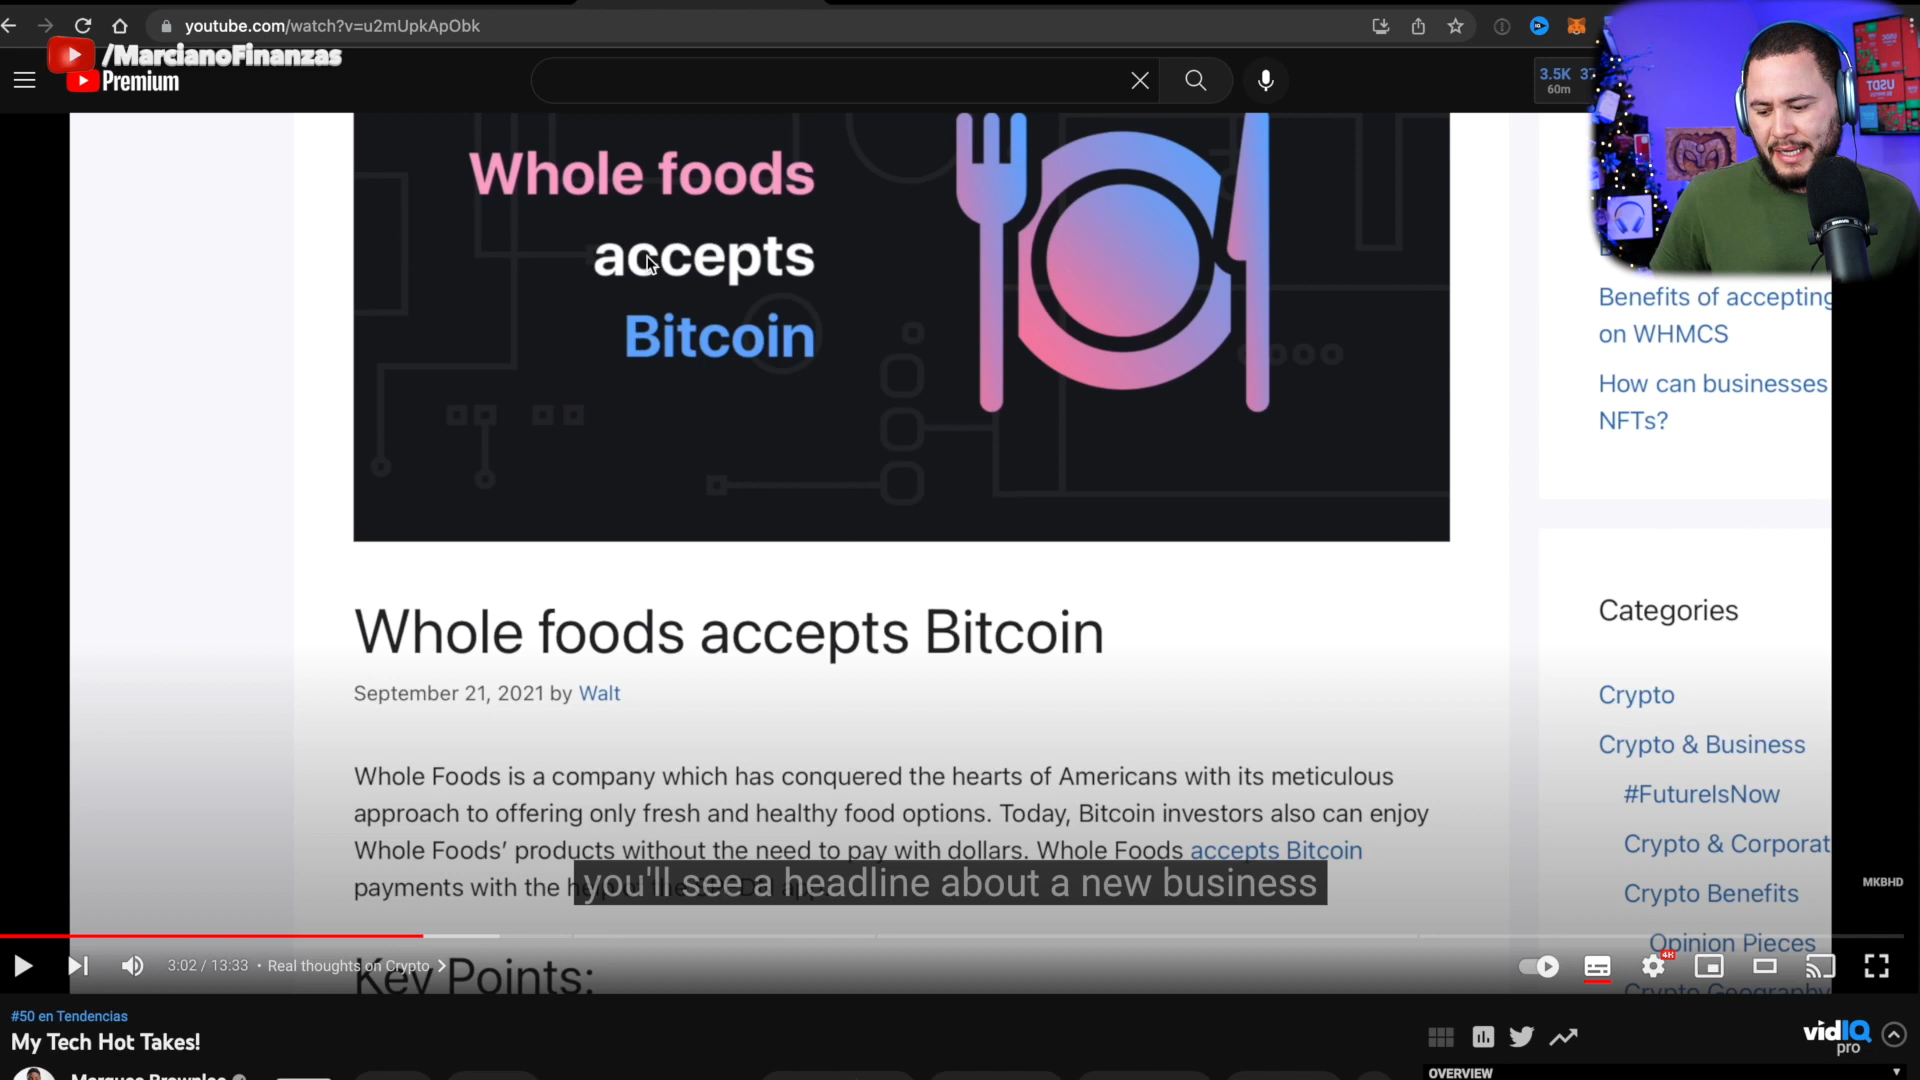 youtube.com/watch?v=u2mUpkApObk
/MarcianoFinanzas
Premium
3.5K
60m
USDT
Whole foods
accepts
Bitcoin
Benefits of accepting
on WHMCS
How can businesses
NFTs?
Whole foods accepts Bitcoin
September 21, 2021 by Walt
Whole Foods is a company which has conquered the hearts of Americans with its meticulous
approach to offering only fresh and healthy food options. Today, Bitcoin investors also can enjoy
Whole Foods' products without the need to pay with dollars. Whole Foods accepts Bitcoin
payments with the
you'll see a headline about a new business
Key Points:
Categories
Crypto
Crypto & Business
#FutureIsNow
Crypto & Corporat
Crypto Benefits
Opinion Pieces
Crypto Geography
MKBHD
3:02 / 13:33 • Real thoughts on Crypto
4K
#50 en Tendencias
My Tech Hot Takes!
Marques Brownlee
vidIQ
pro
OVERVIEW